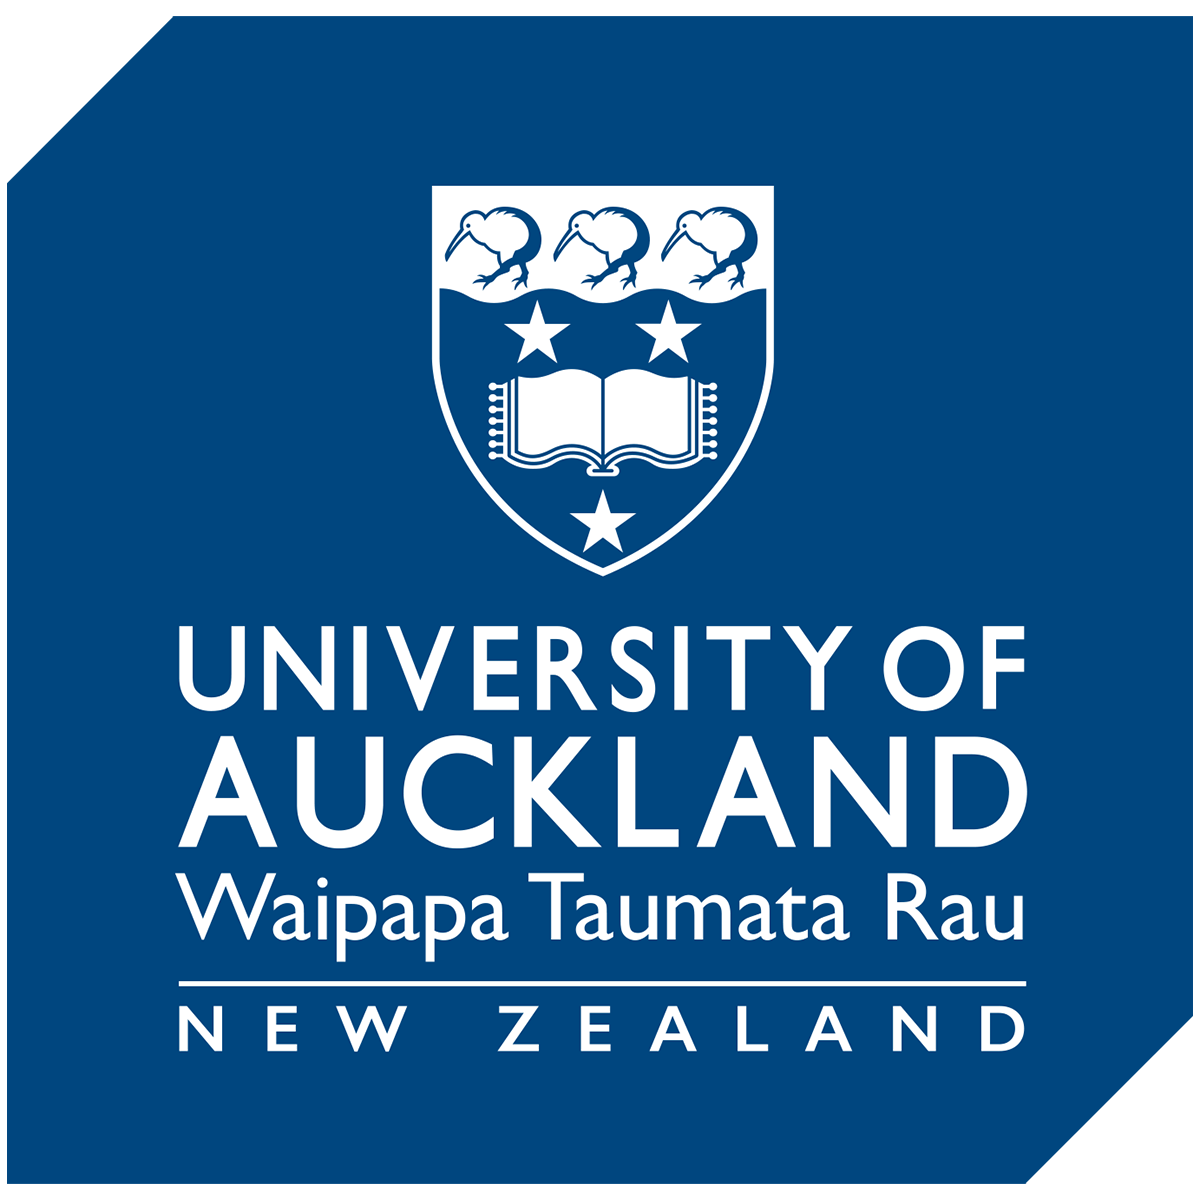 UNIVERSITY OF
AUCKLAND
Waipapa Taumata Rau
NEW ZEALAND